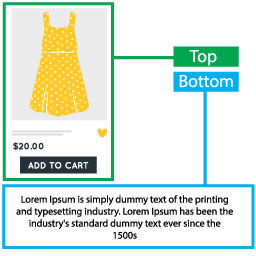 Top
Bottom
$20.00
ADD TO CART
Lorem Ipsum is simply dummy text of the printing
and typesetting industry. Lorem Ipsum has been the
industry's standard dummy text ever since the
1500s